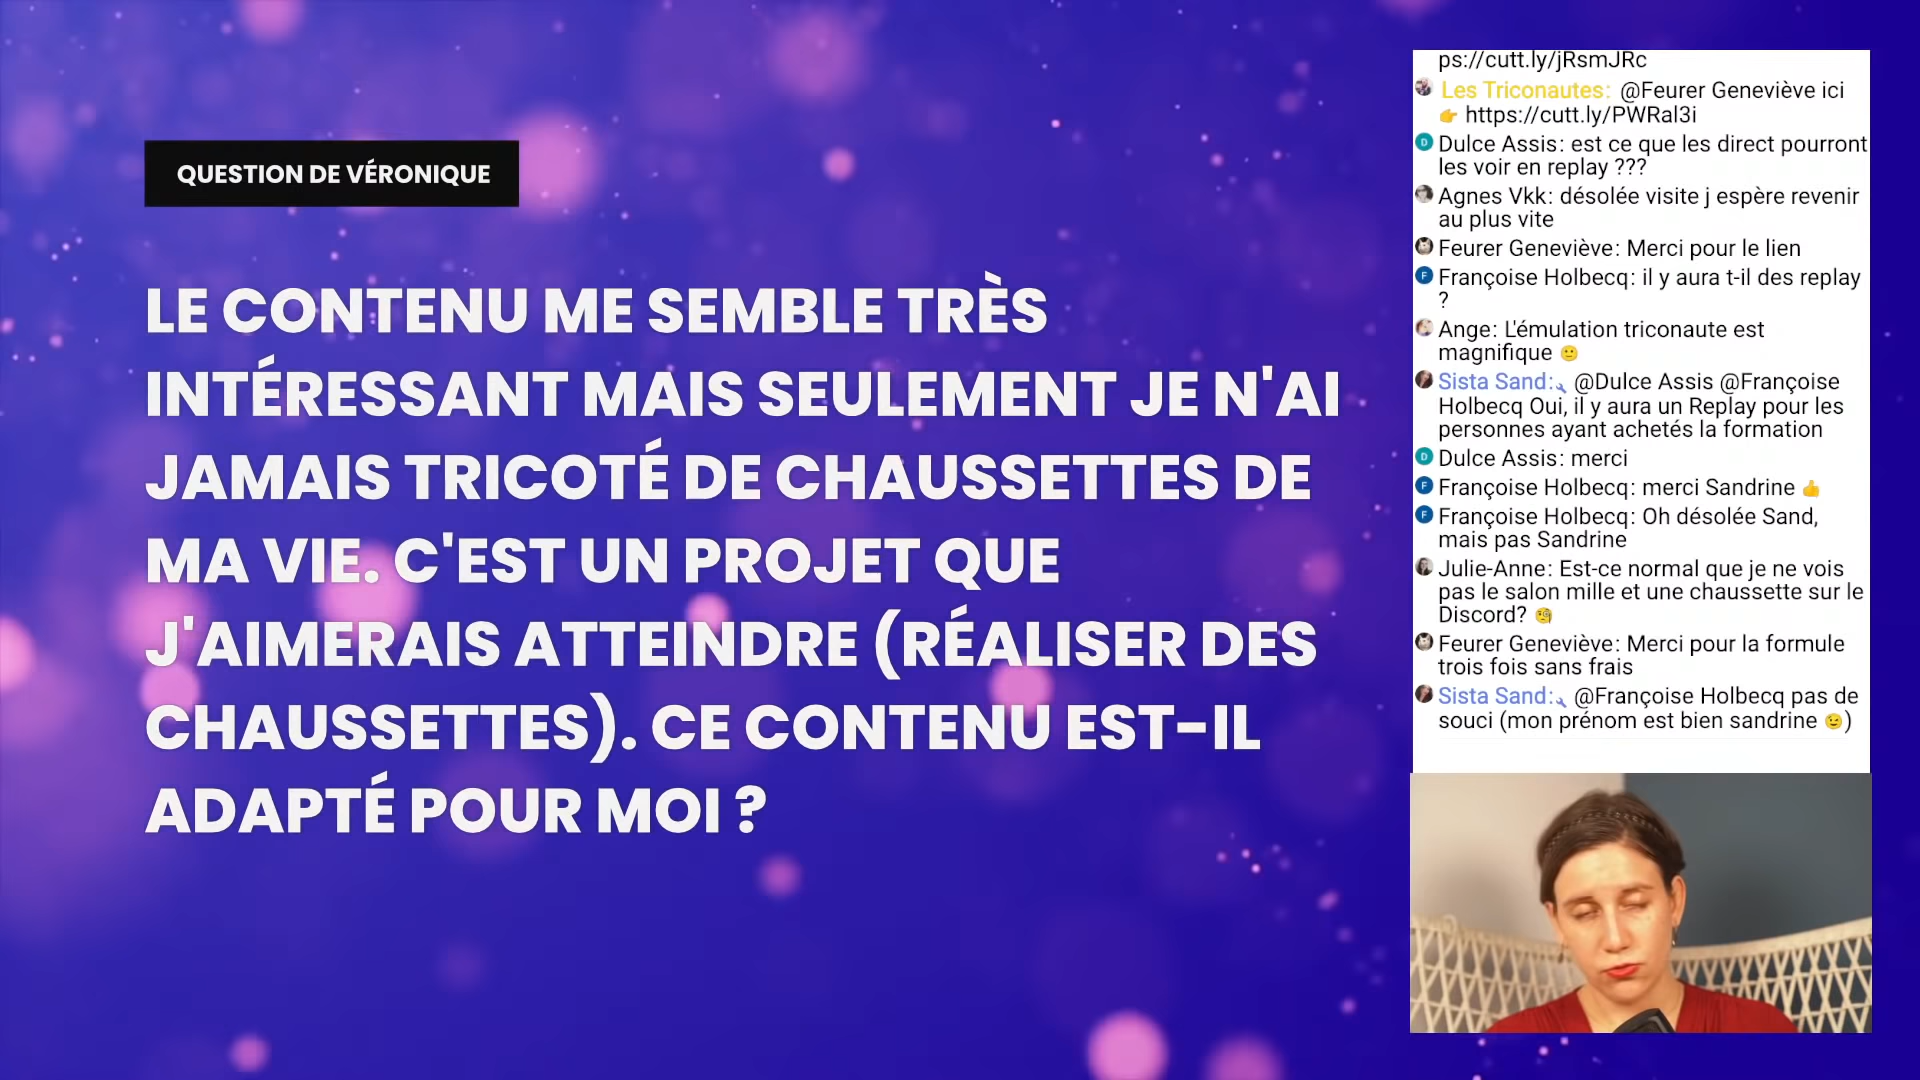 QUESTION DE VÉRONIQUE
LE CONTENU ME SEMBLE TRÈS
INTÉRESSANT MAIS SEULEMENT JE N'AI
JAMAIS TRICOTÉ DE CHAUSSETTES DE
MA VIE. C'EST UN PROJET QUE
J'AIMERAIS ATTEINDRE (RÉALISER DES
CHAUSSETTES). CE CONTENU EST-IL
ADAPTÉ POUR MOI ?
ps://cutt.ly/jRsmJRc
Les Triconautes: @Feurer Geneviève ici
👉 https://cutt.ly/PWRal3i
D Dulce Assis: est ce que les direct pourront
les voir en replay ???
Agnes Vkk: désolée visite j espère revenir
au plus vite
Feurer Geneviève: Merci pour le lien
F Françoise Holbecq: il y aura t-il des replay
?
Ange: L'émulation triconaute est
magnifique 🙂
Sista Sand: @Dulce Assis @Françoise
Holbecq Oui, il y aura un Replay pour les
personnes ayant achetés la formation
D Dulce Assis: merci
F Françoise Holbecq: merci Sandrine 👍
F Françoise Holbecq: Oh désolée Sand,
mais pas Sandrine
Julie-Anne: Est-ce normal que je ne vois
pas le salon mille et une chaussette sur le
Discord? 🧐
Feurer Geneviève: Merci pour la formule
trois fois sans frais
Sista Sand: @Françoise Holbecq pas de
souci (mon prénom est bien sandrine 😉)